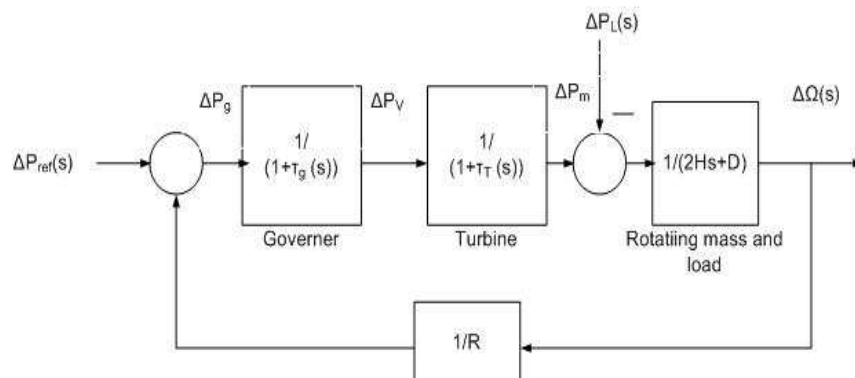 ΔP_L(s)
ΔP_g
ΔP_V
ΔP_m
ΔΩ(s)
ΔP_ref(s)
1/
(1+τ_g (s))
1/
(1+τ_T (s))
—
1/(2Hs+D)
Governer
Turbine
Rotatiing mass and
load
1/R